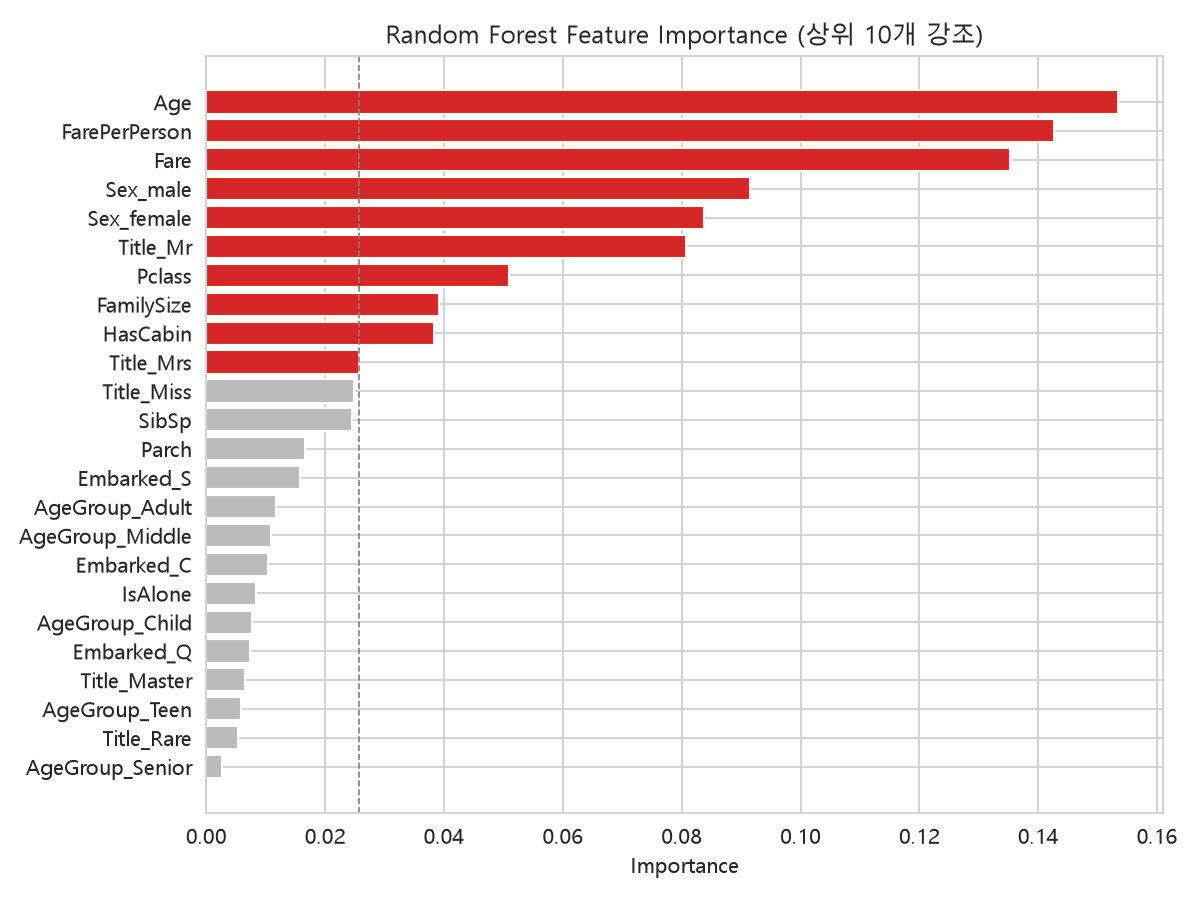 Random Forest Feature Importance (상위 10개 강조)
Age
FarePerPerson
Fare
Sex_male
Sex_female
Title_Mr
Pclass
FamilySize
HasCabin
Title_Mrs
Title_Miss
SibSp
Parch
Embarked_S
AgeGroup_Adult
AgeGroup_Middle
Embarked_C
IsAlone
AgeGroup_Child
Embarked_Q
Title_Master
AgeGroup_Teen
Title_Rare
AgeGroup_Senior
0.00 0.02 0.04 0.06 0.08 0.10 0.12 0.14 0.16
Importance